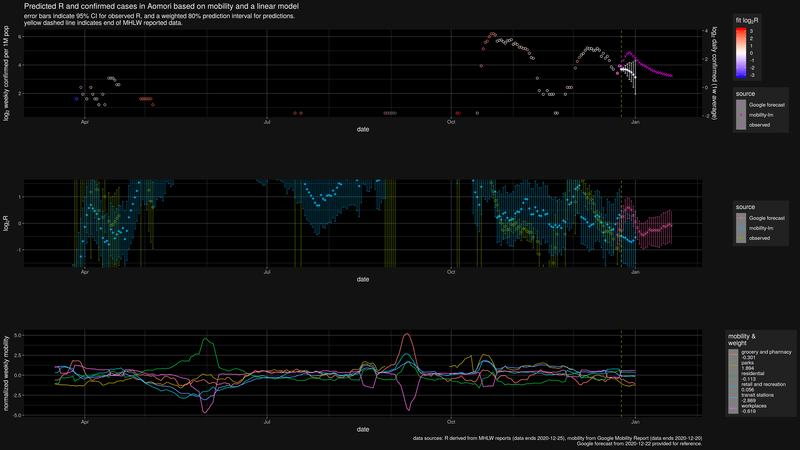 Predicted R and confirmed cases in Aomori based on mobility and a linear model
error bars indicate 95% CI for observed R, and a weighted 80% prediction interval for predictions.
yellow dashed line indicates end of MHLW reported data.
log₂ weekly confirmed per 1M pop
6
4
2
4
2
0
-2
log₂ daily confirmed (1w average)
Apr
Jul
Oct
Jan
date
fit log₂R
3
2
1
0
-1
-2
-3
source
Google forecast
mobility-lm
observed
log₂R
1
0
-1
Apr
Jul
Oct
Jan
date
source
Google forecast
mobility-lm
observed
normalized weekly mobility
5.0
2.5
0.0
-2.5
-5.0
Apr
Jul
Oct
Jan
date
mobility &
weight
grocery and pharmacy
-0.301
parks
1.894
residential
-0.113
retail and recreation
0.056
transit stations
-2.869
workplaces
-0.619
data sources: R derived from MHLW reports (data ends 2020-12-25), mobility from Google Mobility Report (data ends 2020-12-20)
Google forecast from 2020-12-22 provided for reference.